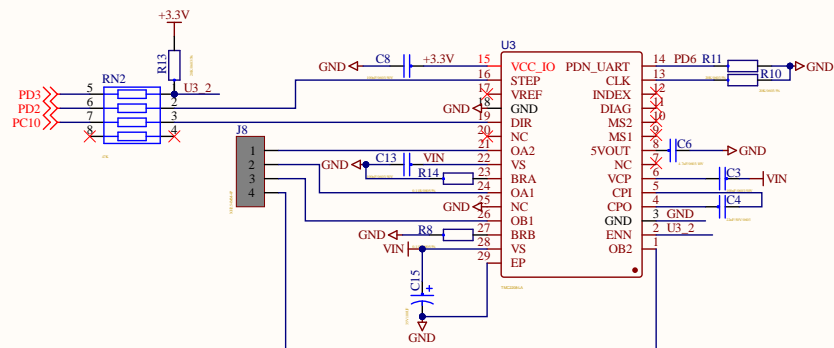 +3.3V
R13
RN2
PD3 5
PD2 6 2
PC10 7 3
8 4
U3_2
J8
1
2
3
4
GND C8 +3.3V
GND
GND C13 VIN
R14
GND
GND R8
VIN
C15
+
GND
U3
15 VCC_IO PDN_UART 14 PD6 R11 GND
16 STEP CLK 13 R10
17 VREF INDEX 12
18 GND DIAG 11
19 DIR MS2 10
20 NC MS1 9
21 OA2 5VOUT 8 C6 GND
22 VS NC 7
23 BRA VCP 6 C3 VIN
24 OA1 CPI 5
25 NC CPO 4 C4
26 OB1 GND 3 GND
27 BRB ENN 2 U3_2
28 VS OB2 1
29 EP